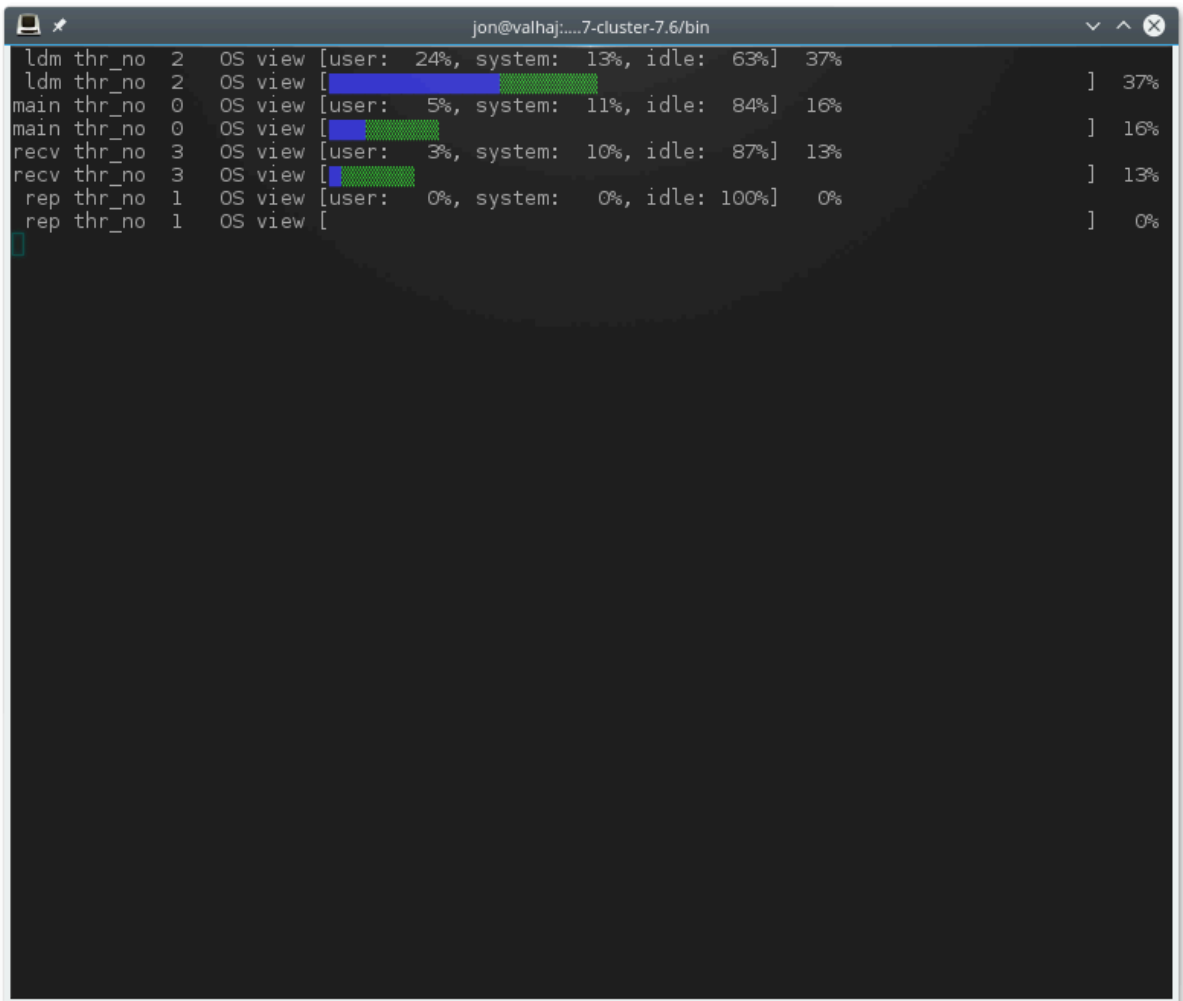 jon@valhaj:....7-cluster-7.6/bin
ldm thr_no 2 OS view [user: 24%, system: 13%, idle: 63%] 37%
ldm thr_no 2 OS view [ ] 37%
main thr_no 0 OS view [user: 5%, system: 11%, idle: 84%] 16%
main thr_no 0 OS view [ ] 16%
recv thr_no 3 OS view [user: 3%, system: 10%, idle: 87%] 13%
recv thr_no 3 OS view [ ] 13%
rep thr_no 1 OS view [user: 0%, system: 0%, idle: 100%] 0%
rep thr_no 1 OS view [ ] 0%